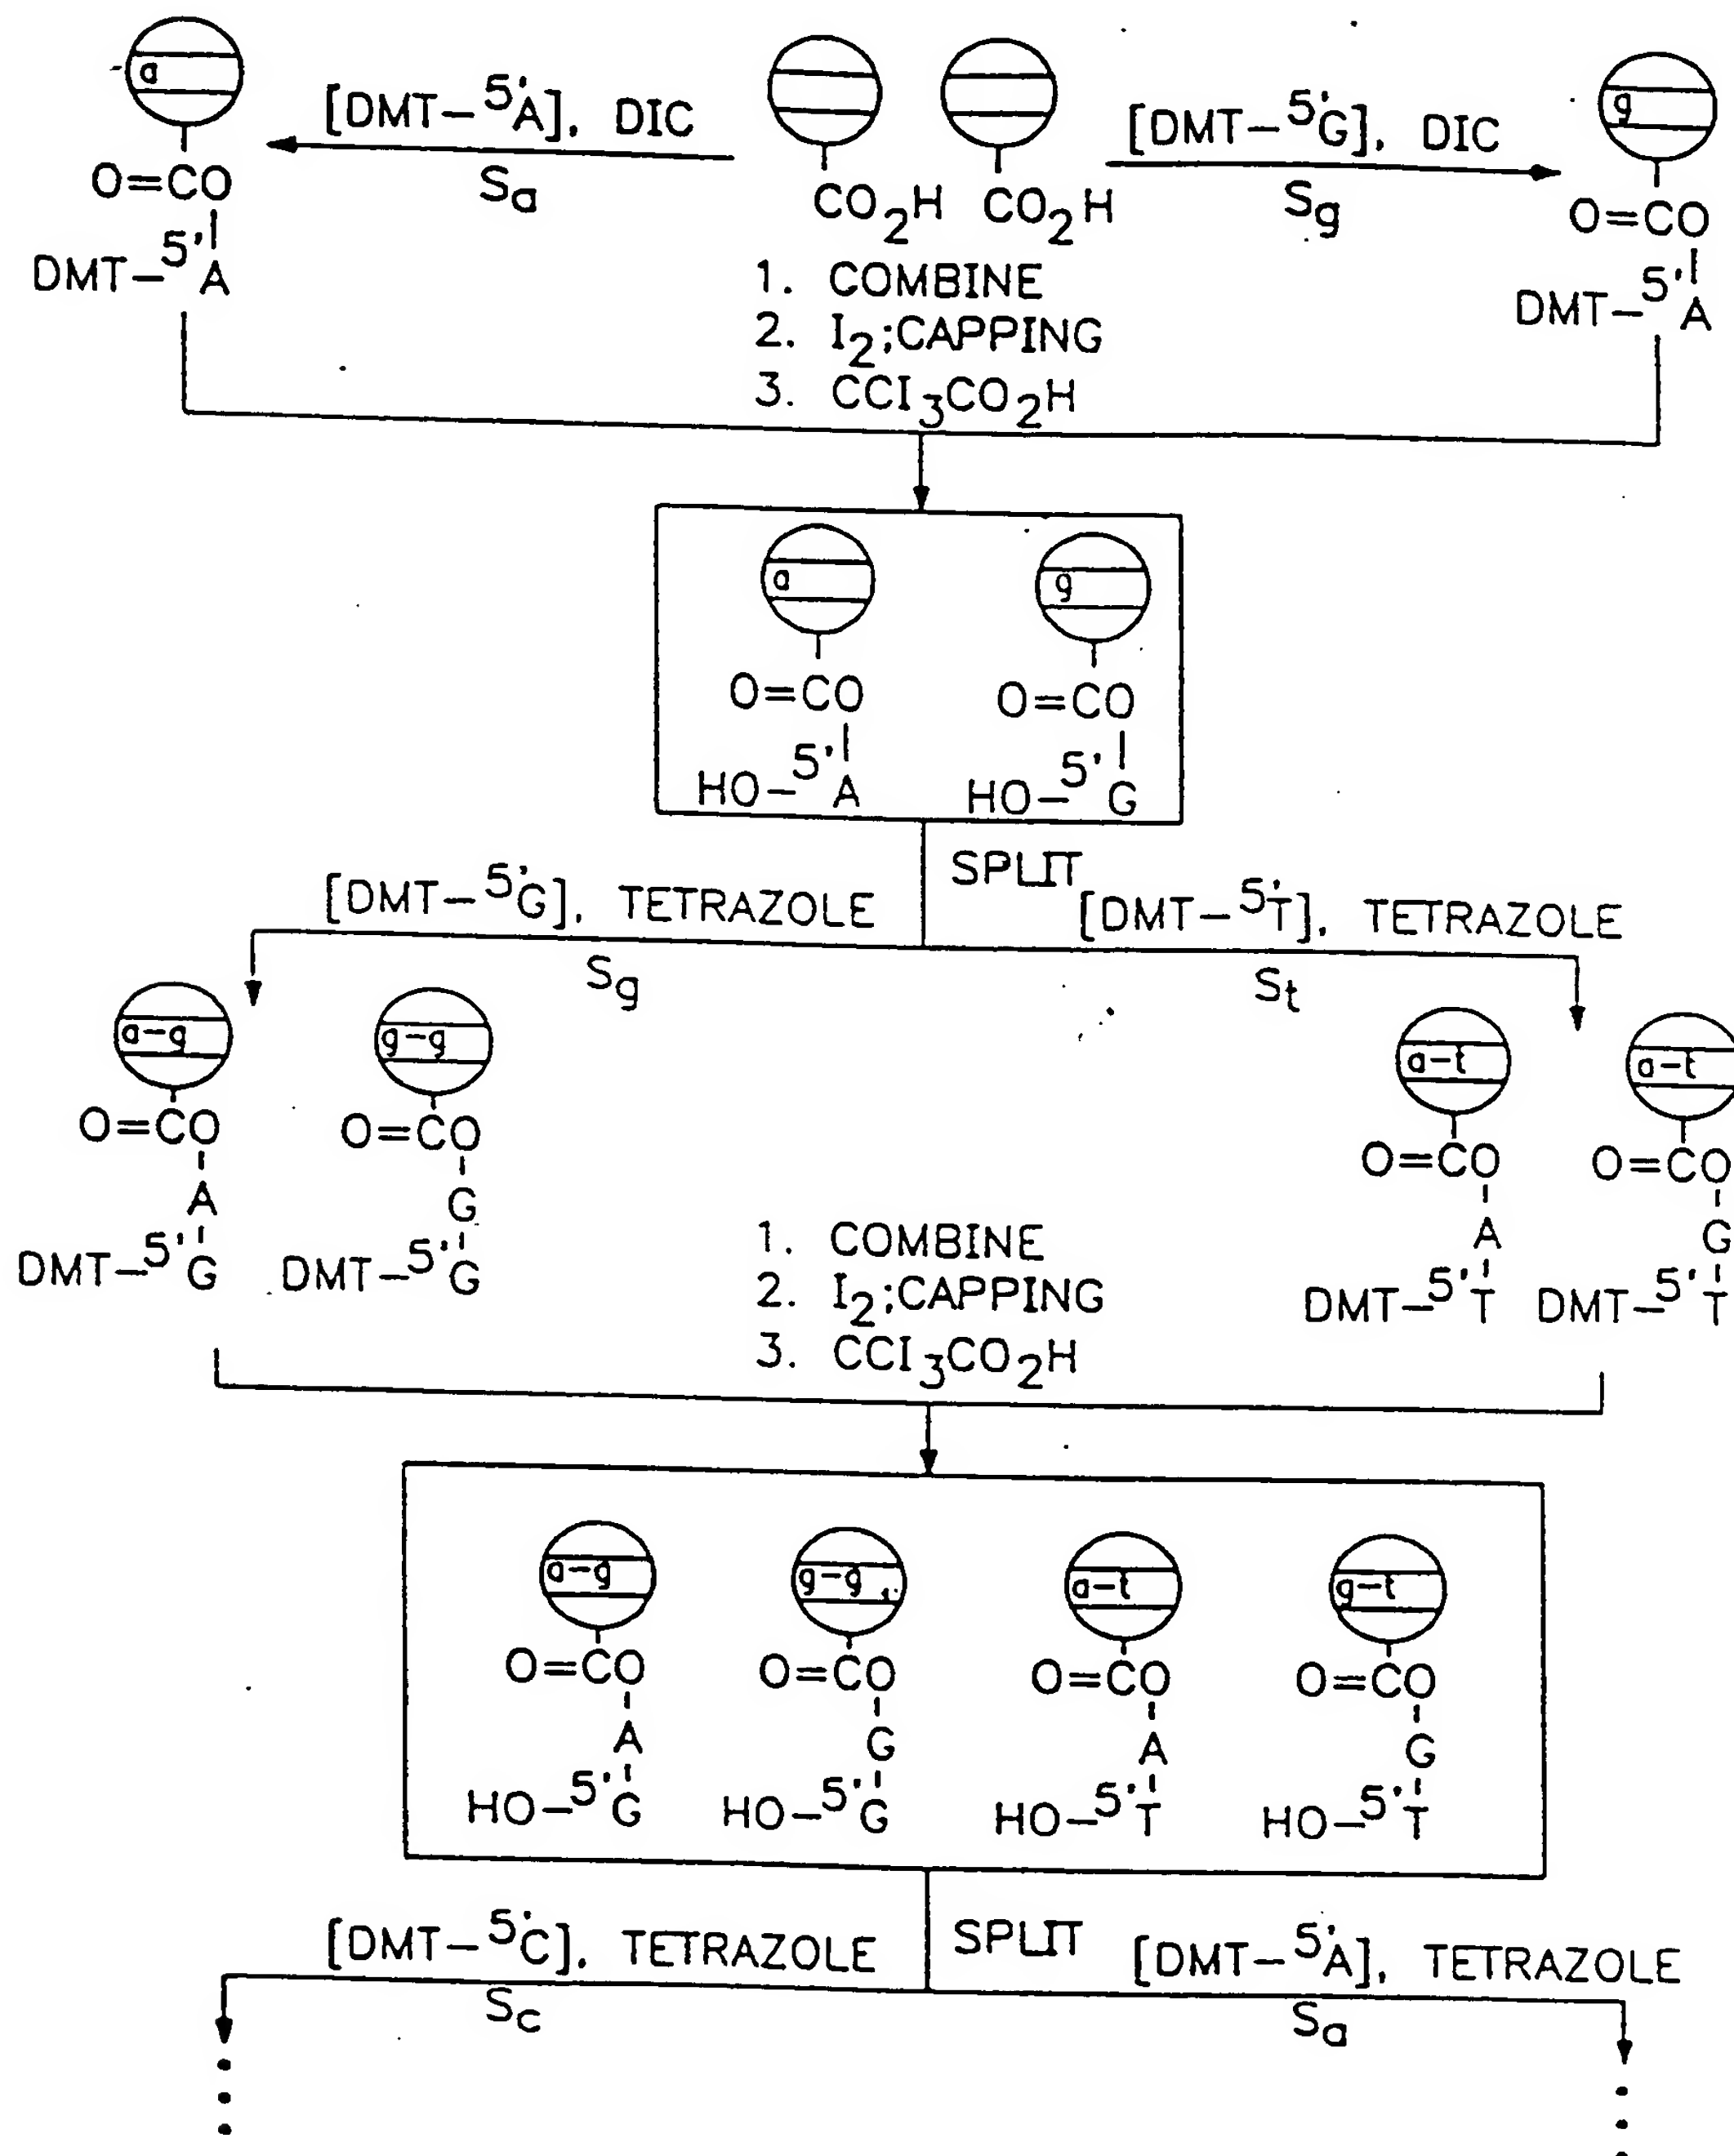 a
[DMT-5'A], DIC
Sa
[DMT-5'G], DIC
Sg
g
CO2H CO2H
O=CO
DMT-5'A
O=CO
DMT-5'A
1. COMBINE
2. I2;CAPPING
3. CCI3CO2H
a g
O=CO O=CO
HO-5'A HO-5'G
SPLIT
[DMT-5'G], TETRAZOLE [DMT-5'T], TETRAZOLE
Sg St
a-g g-g a-t a-t
O=CO O=CO O=CO O=CO
A G A G
DMT-5'G DMT-5'G DMT-5'T DMT-5'T
1. COMBINE
2. I2;CAPPING
3. CCI3CO2H
a-g g-g a-t g-t
O=CO O=CO O=CO O=CO
A G A G
HO-5'G HO-5'G HO-5'T HO-5'T
SPLIT
[DMT-5'C], TETRAZOLE [DMT-5'A], TETRAZOLE
Sc Sa